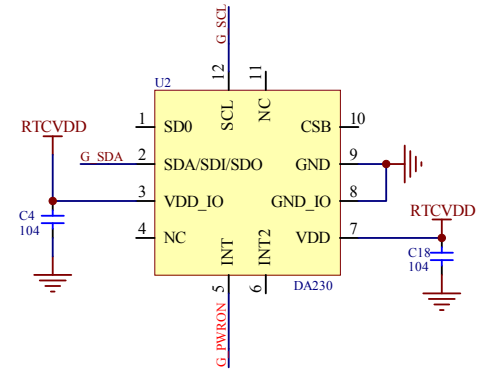 G_SCL
U2
12
11
SCL
NC
1
SD0
CSB
10
RTCVDD
G_SDA
2
SDA/SDI/SDO
GND
9
3
VDD_IO
GND_IO
8
RTCVDD
C4
104
4
NC
VDD
7
INT
INT2
C18
104
5
6
DA230
G_PWRON